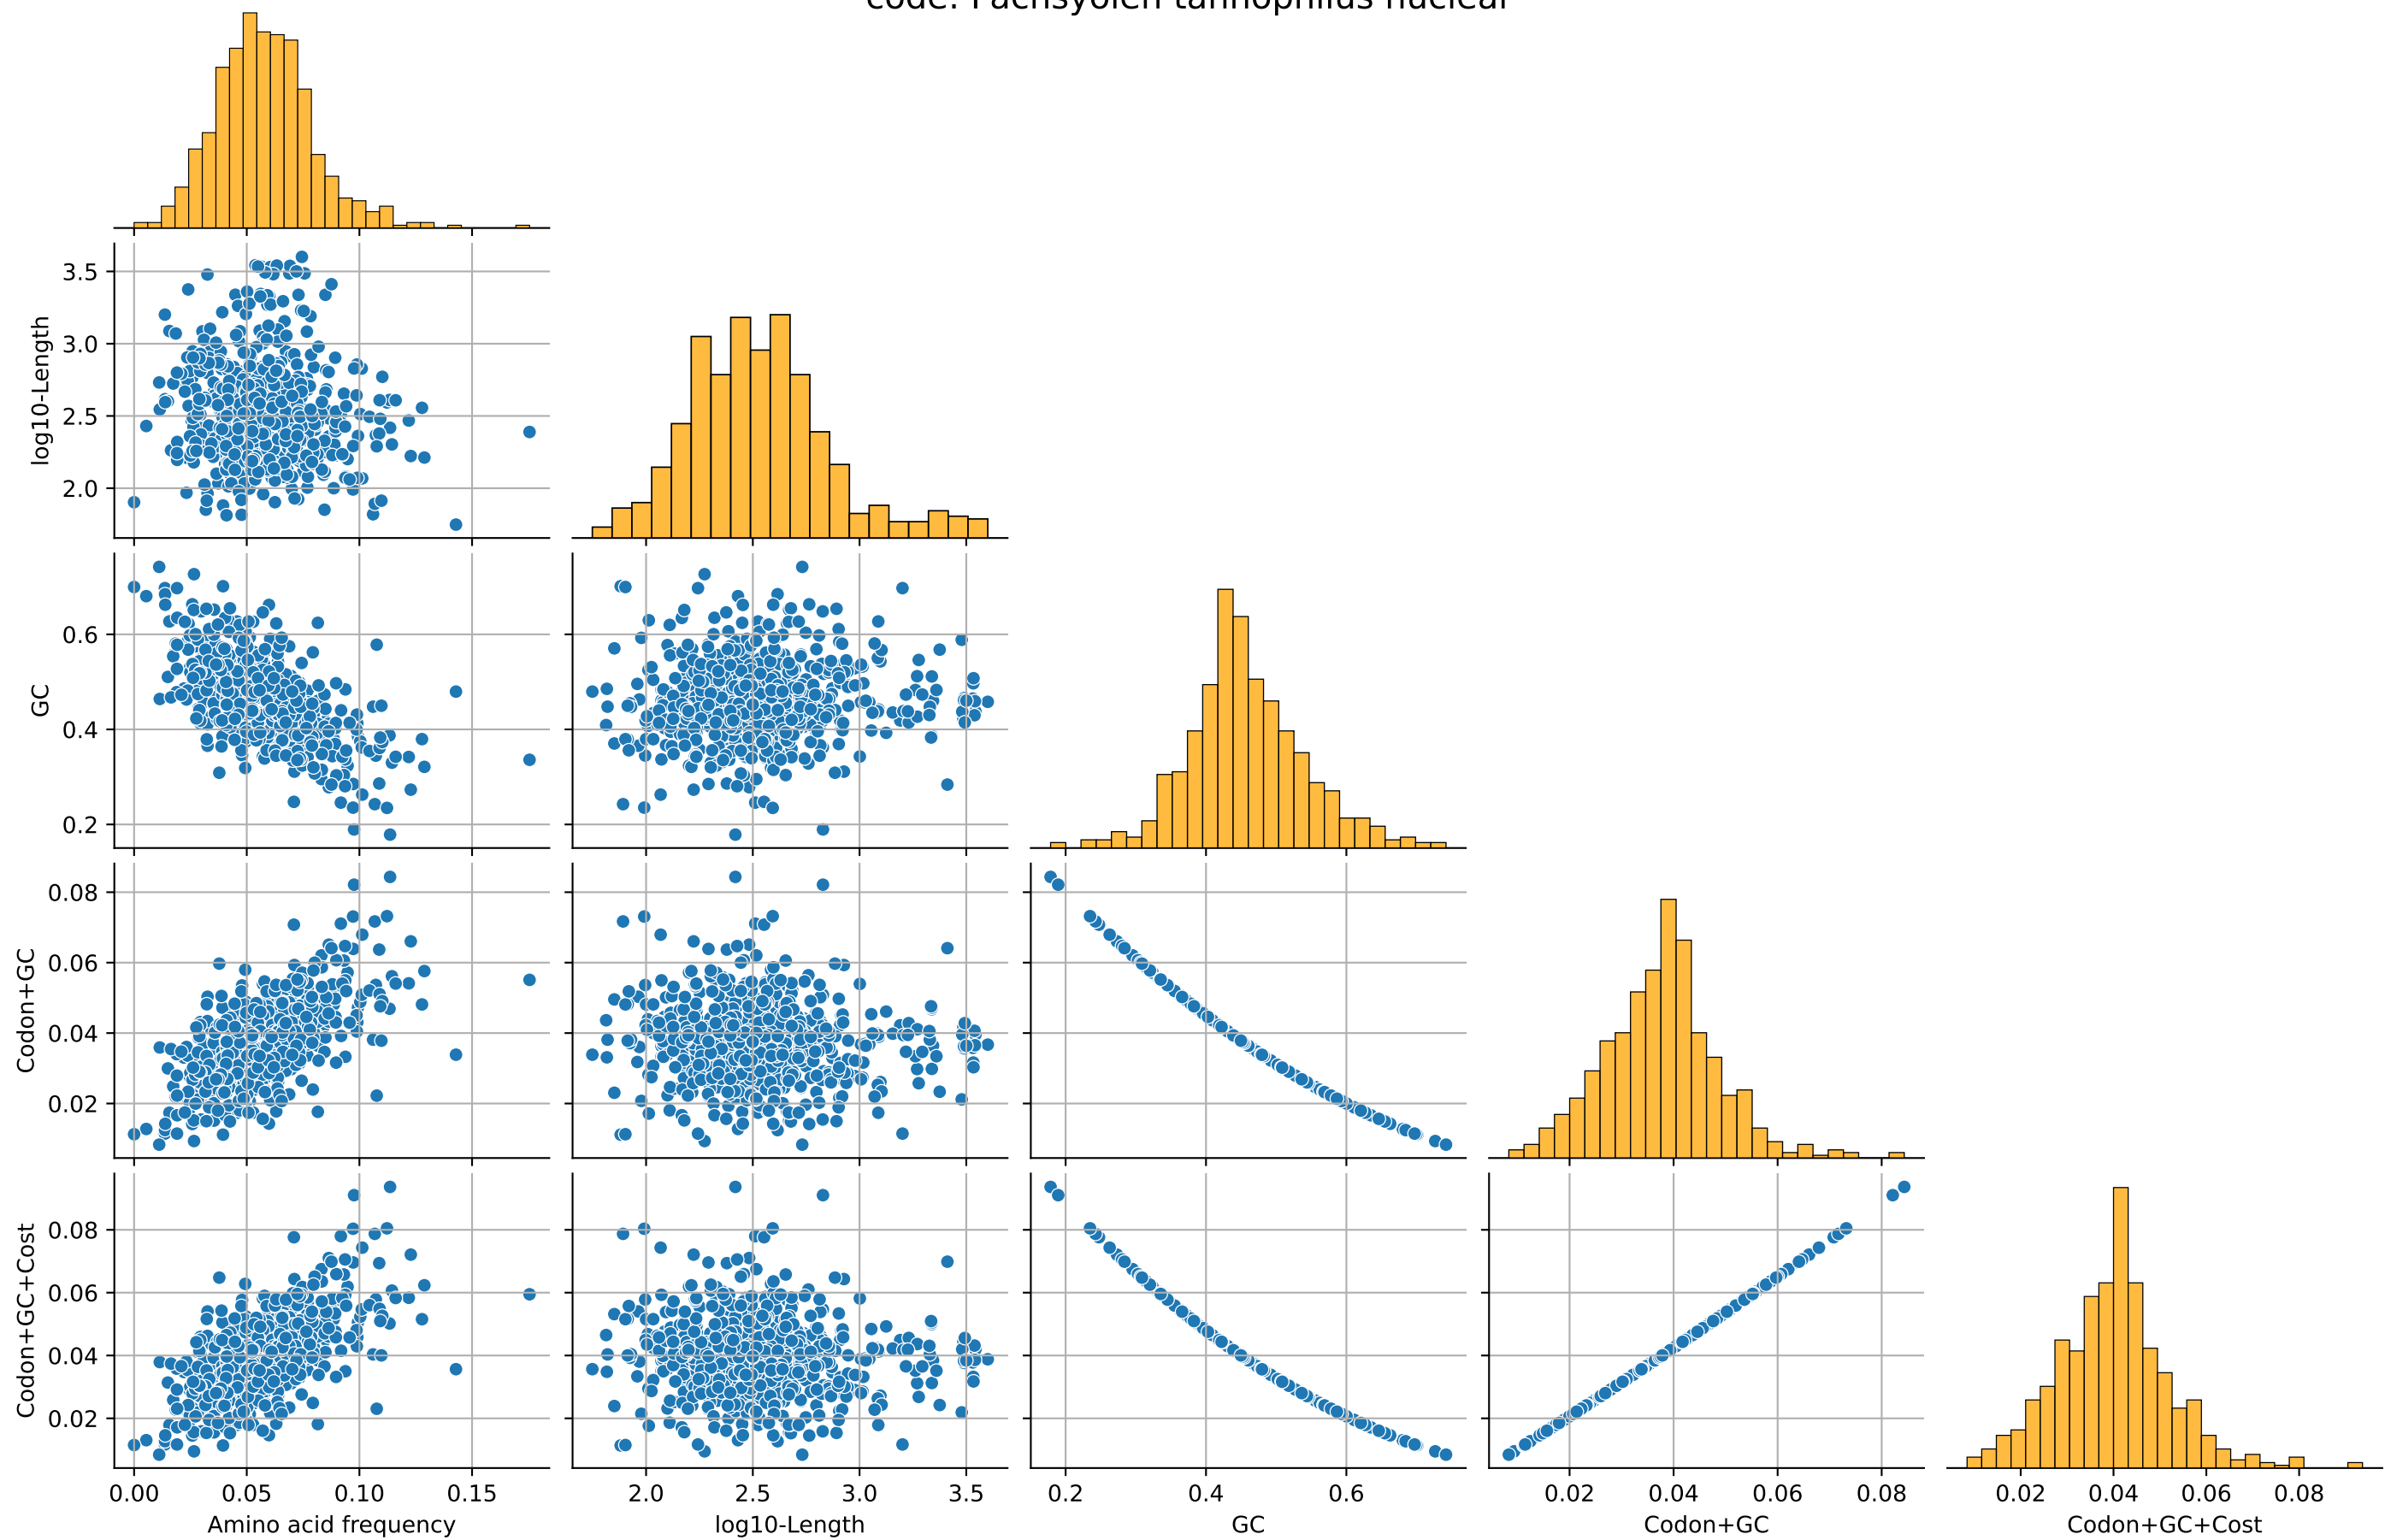 code: Pachsyolen tannophilus nuclear
3.5
3.0
2.5
2.0
log10-Length
0.6
0.4
0.2
GC
0.08
0.06
0.04
0.02
Codon+GC
0.08
0.06
0.04
0.02
Codon+GC+Cost
0.00 0.05 0.10 0.15 2.0 2.5 3.0 3.5 0.2 0.4 0.6 0.02 0.04 0.06 0.08 0.02 0.04 0.06 0.08
Amino acid frequency log10-Length GC Codon+GC Codon+GC+Cost